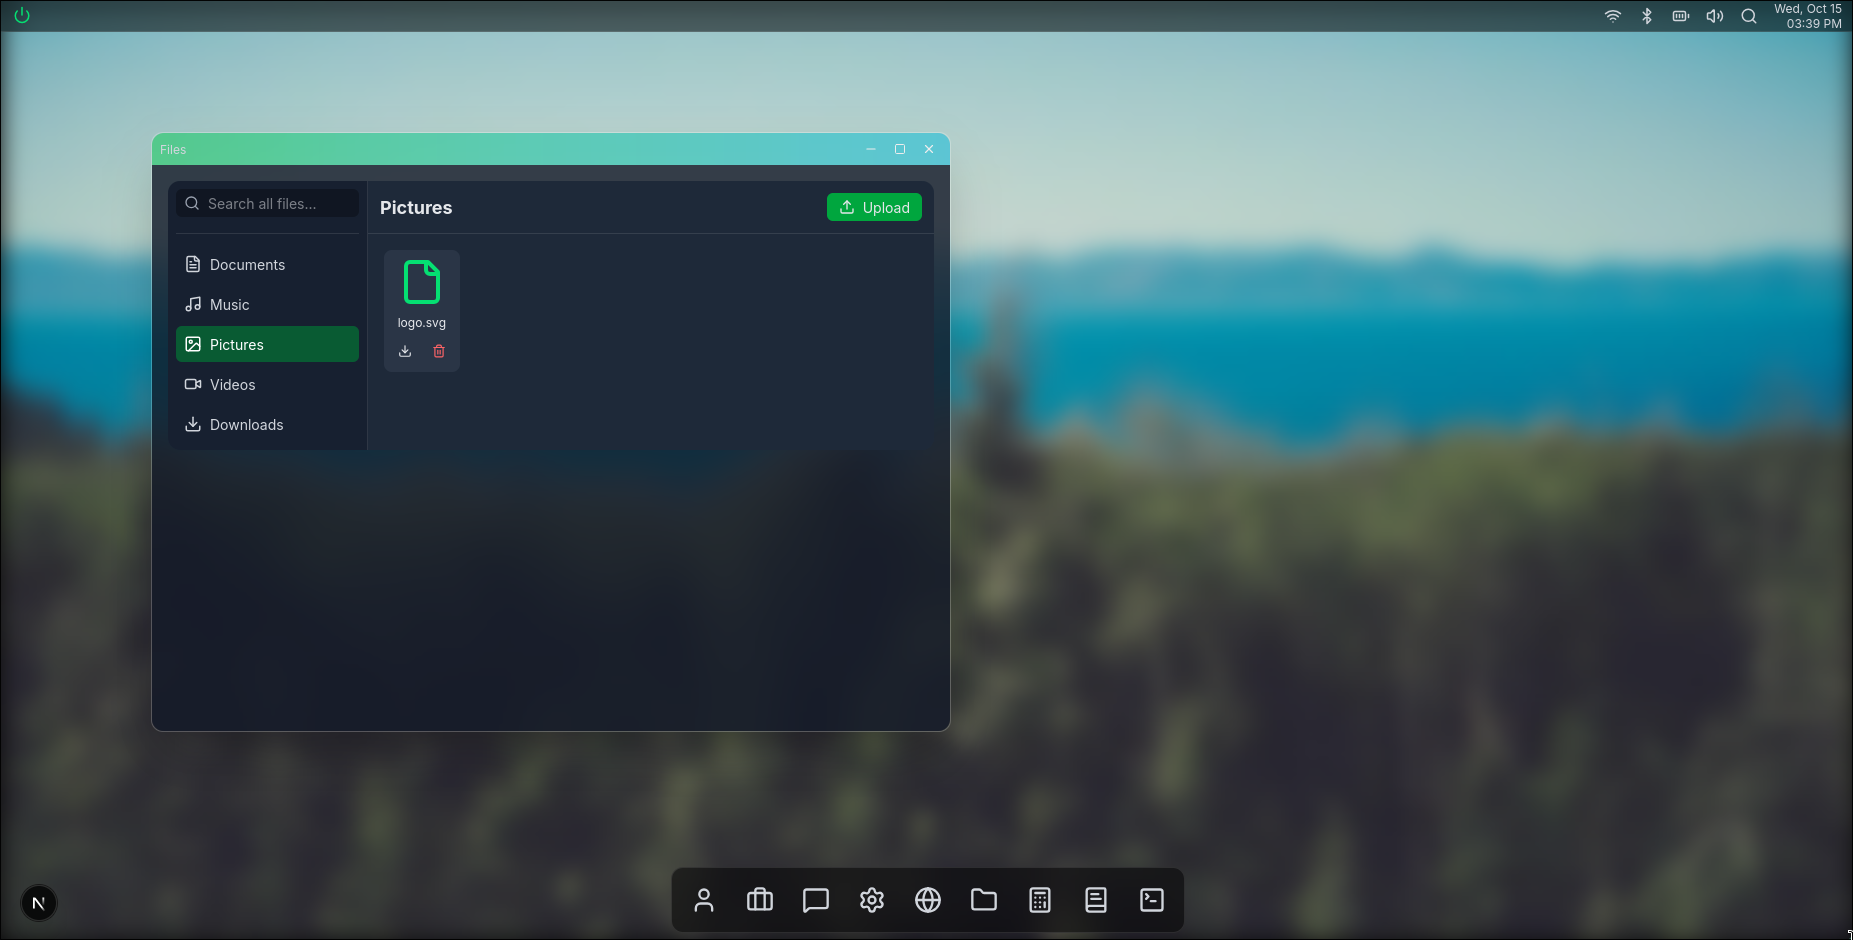 Wed, Oct 15
03:39 PM
Files
Search all files...
Pictures
Upload
Documents
Music
Pictures
Videos
Downloads
logo.svg
N